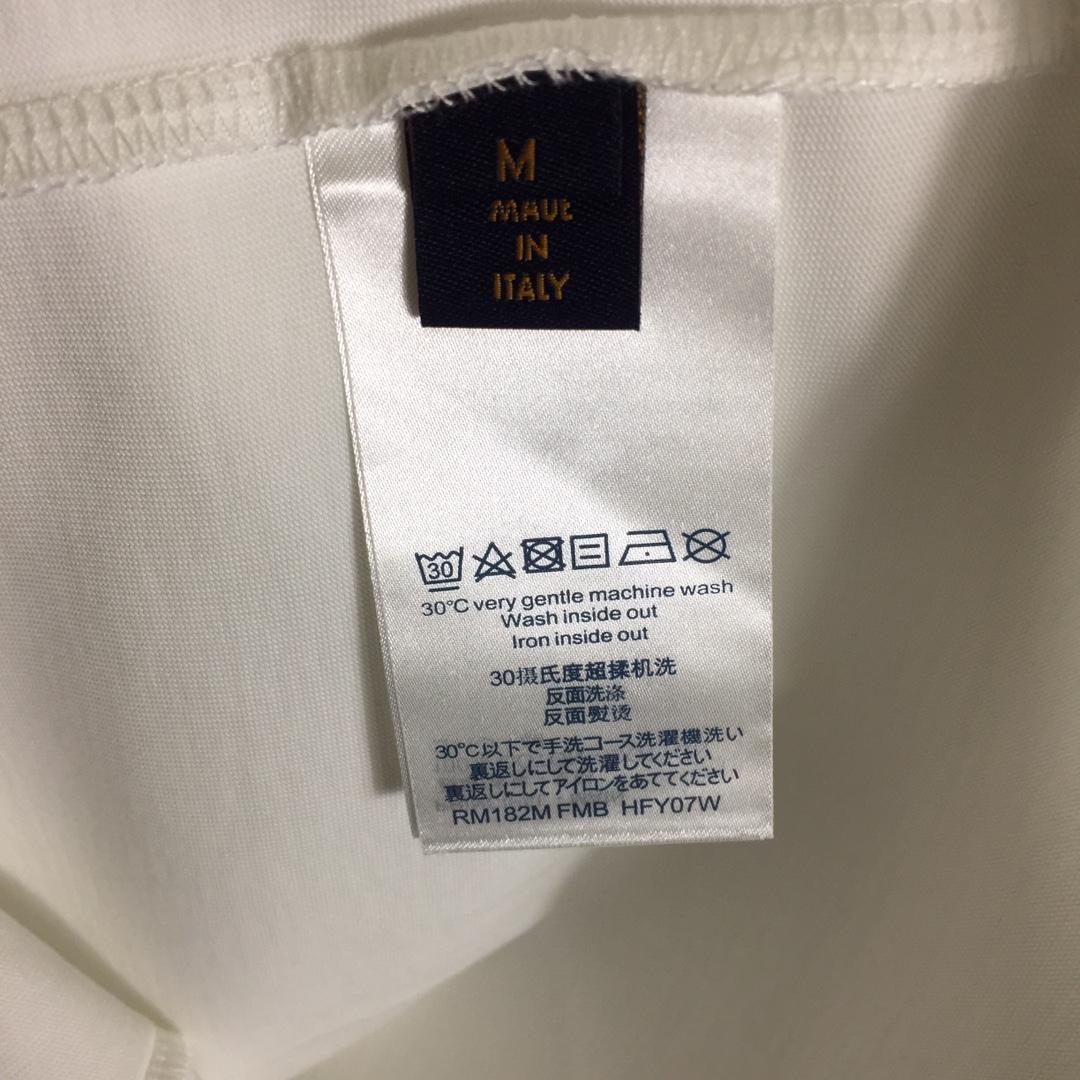 M
MADE
IN
ITALY
30
30°C very gentle machine wash
Wash inside out
Iron inside out
30摄氏度超揉机洗
反面洗涤
反面熨烫
30°C以下で手洗コース洗濯機洗い
裏返しにして洗濯してください
裏返しにしてアイロンをあててください
RM182M FMB HFY07W